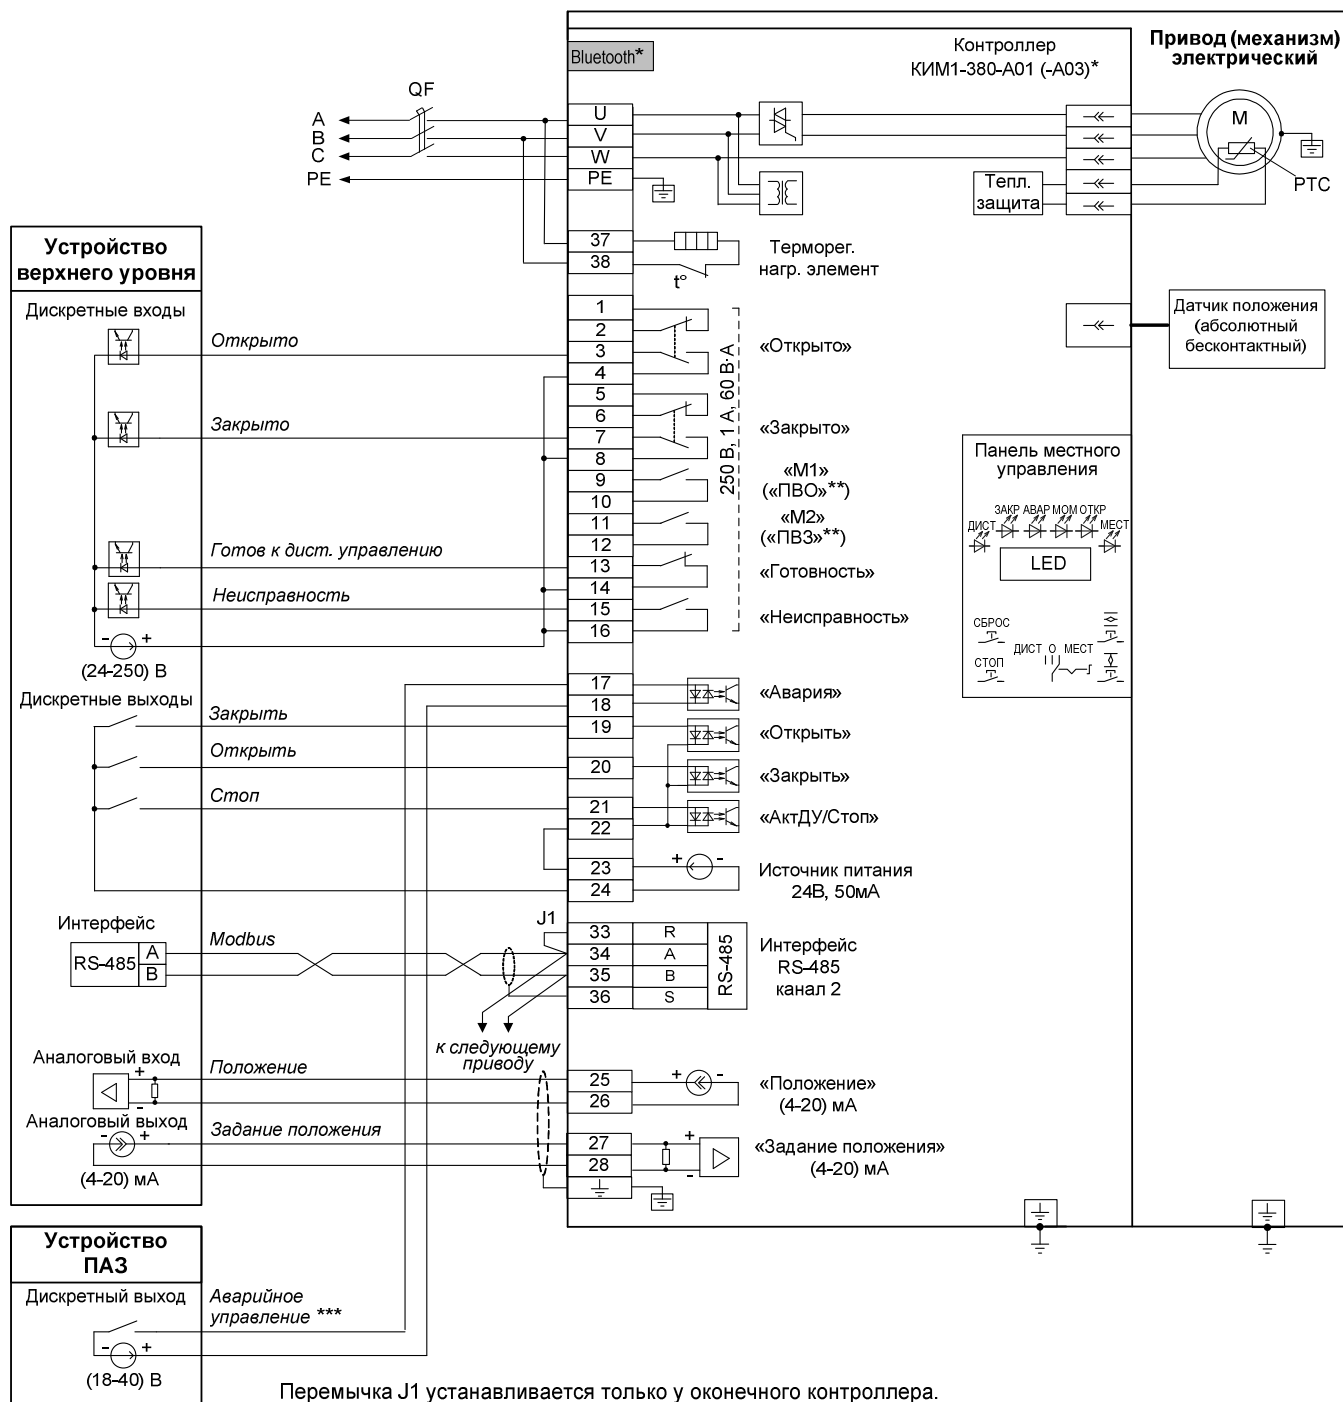 Bluetooth*
Контроллер
КИМ1-380-А01 (-А03)*
Привод (механизм)
электрический
QF
A
B
C
PE
U
V
W
PE
M
PTC
Тепл.
защита
37
38
t°
Терморег.
нагр. элемент
Устройство
верхнего уровня
Дискретные входы
Открыто
Закрыто
Готов к дист. управлению
Неисправность
- +
(24-250) В
1
2
3
4
5
6
7
8
9
10
11
12
13
14
15
16
250 В, 1 А, 60 В·А
«Открыто»
«Закрыто»
«М1»
(«ПВО»**)
«М2»
(«ПВЗ»**)
«Готовность»
«Неисправность»
Датчик положения
(абсолютный
бесконтактный)
Панель местного
управления
ЗАКР АВАР МОМ ОТКР
ДИСТ МЕСТ
LED
СБРОС
СТОП
ДИСТ О МЕСТ
Дискретные выходы
Закрыть
Открыть
Стоп
17
18
19
20
21
22
23
24
«Авария»
«Открыть»
«Закрыть»
«АктДУ/Стоп»
+ -
Источник питания
24В, 50мА
Интерфейс
RS-485
A
B
Modbus
J1
33 R
34 A
35 B
36 S
RS-485
Интерфейс
RS-485
канал 2
к следующему
приводу
Аналоговый вход
+
-
Положение
25
26
+ -
«Положение»
(4-20) мА
Аналоговый выход
- +
(4-20) мА
Задание положения
27
28
+
-
«Задание положения»
(4-20) мА
Устройство
ПАЗ
Дискретный выход
- +
(18-40) В
Аварийное
управление ***
Перемычка J1 устанавливается только у оконечного контроллера.